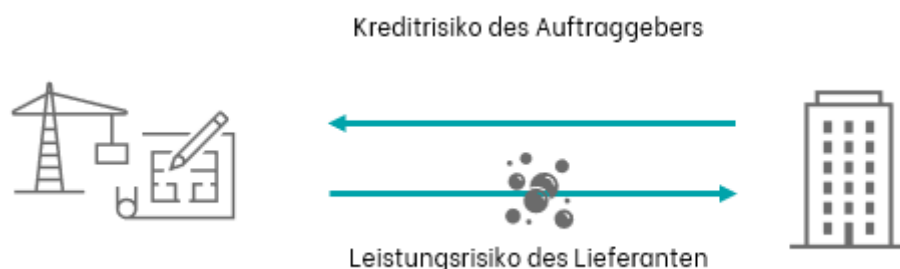 Kreditrisiko des Auftraggebers
Leistungsrisiko des Lieferanten